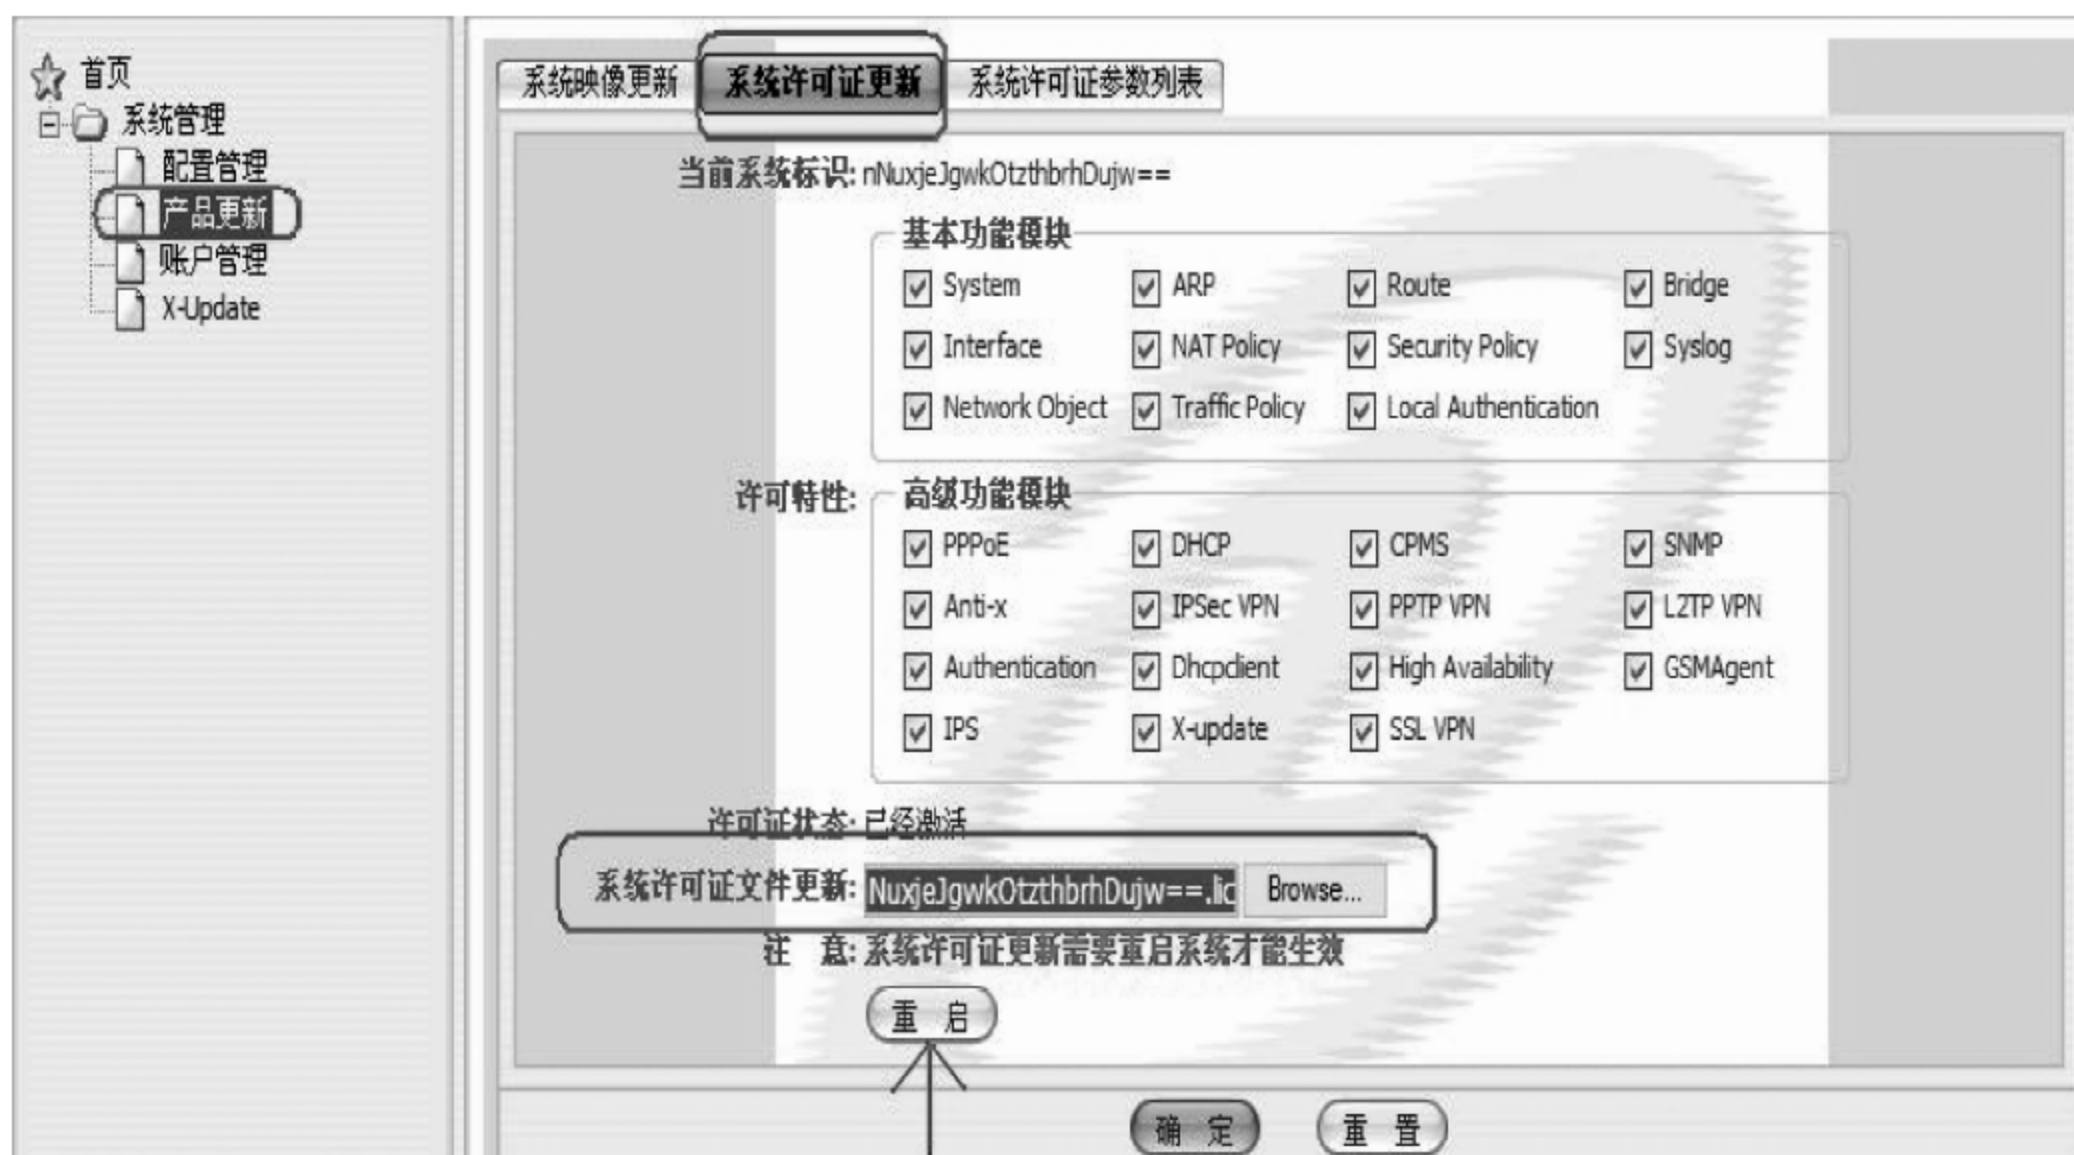 首页
系统管理
配置管理
产品更新
账户管理
X-Update
系统映像更新 系统许可证更新 系统许可证参数列表
当前系统标识: nNuxjeJgwkOtzthbrhDujw==
基本功能模块
System ARP Route Bridge
Interface NAT Policy Security Policy Syslog
Network Object Traffic Policy Local Authentication
许可特性: 高级功能模块
PPPoE DHCP CPMS SNMP
Anti-x IPSec VPN PPTP VPN L2TP VPN
Authentication Dhcpclient High Availability GSMAgent
IPS X-update SSL VPN
许可证状态: 已经激活
系统许可证文件更新: NuxjeJgwkOtzthbrhDujw==.lic Browse...
注 意: 系统许可证更新需要重启系统才能生效
重 启
确 定 重 置